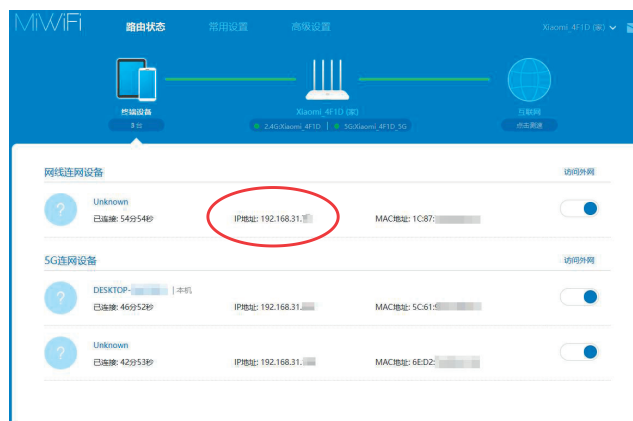 MiWiFi 路由状态 常用设置 高级设置 Xiaomi_4F1D (家)
终端设备 Xiaomi_4F1D (家) 互联网
3 台 2.4G:Xiaomi_4F1D | 5G:Xiaomi_4F1D_5G 点击测速
网线连网设备 访问外网
Unknown
已连接: 54分54秒 IP地址: 192.168.31. MAC地址: 1C:87:
5G连网设备 访问外网
DESKTOP- | 本机
已连接: 46分52秒 IP地址: 192.168.31. MAC地址: 5C:61:
Unknown
已连接: 42分53秒 IP地址: 192.168.31. MAC地址: 6E:D2: